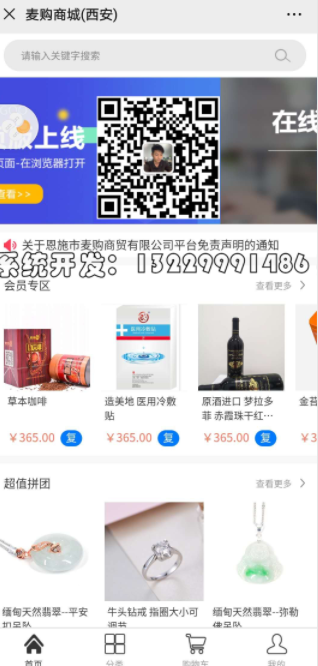 麦购商城(西安)
请输入关键字搜索
版上线
在线
页面-在浏览器打开
查看>>
关于恩施市麦购商贸有限公司平台免责声明的通知
系统开发：13229991486
会员专区
查看更多
草本咖啡
造美地 医用冷敷贴
原酒进口 梦拉多菲 赤霞珠干红…
金苔
￥365.00
复
￥365.00
复
￥365.00
复
￥
超值拼团
查看更多
缅甸天然翡翠--平安扣吊坠
牛头钻戒 指圈大小可调节
缅甸天然翡翠--弥勒佛吊坠
首页
分类
购物车
我的